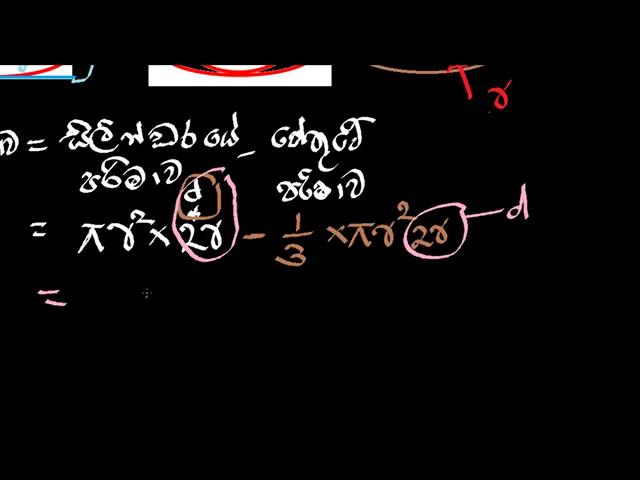 r
= සිලින්ඩරයේ - කේතුවේ
පරිමාව පරිමාව
d
= πr² × 2r - 1/3 × πr² 2r - d
=